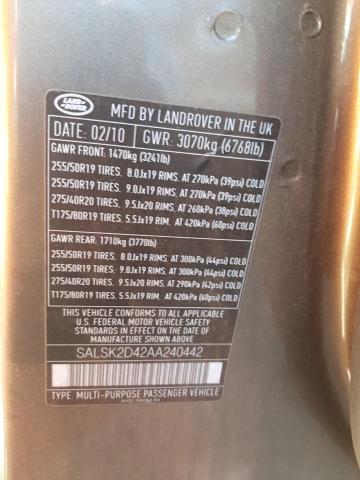 LAND ROVER
MFD BY LANDROVER IN THE UK
DATE: 02/10 GWR: 3070kg (6768lb)
GAWR FRONT: 1470kg (3241lb)
255/50R19 TIRES. 8.0Jx19 RIMS. AT 270kPA (39psi) COLD
255/50R19 TIRES. 9.0Jx19 RIMS. AT 270kPA (39psi) COLD
275/40R20 TIRES. 9.5Jx20 RIMS. AT 260kPA (38psi) COLD
T175/80R19 TIRES. 5.5Jx19 RIM. AT 420kPA (60psi) COLD
GAWR REAR: 1710kg (3770lb)
255/50R19 TIRES. 8.0Jx19 RIMS. AT 300kPA (44psi) COLD
255/50R19 TIRES. 9.0Jx19 RIMS. AT 300kPA (44psi) COLD
275/40R20 TIRES. 9.5Jx20 RIMS. AT 290kPA (42psi) COLD
T175/80R19 TIRES. 5.5Jx19 RIM. AT 420kPA (60psi) COLD
THIS VEHICLE CONFORMS TO ALL APPLICABLE
U.S. FEDERAL MOTOR VEHICLE SAFETY
STANDARDS IN EFFECT ON THE DATE OF
MANUFACTURE SHOWN ABOVE
SALSK2D42AA240442
TYPE: MULTI-PURPOSE PASSENGER VEHICLE